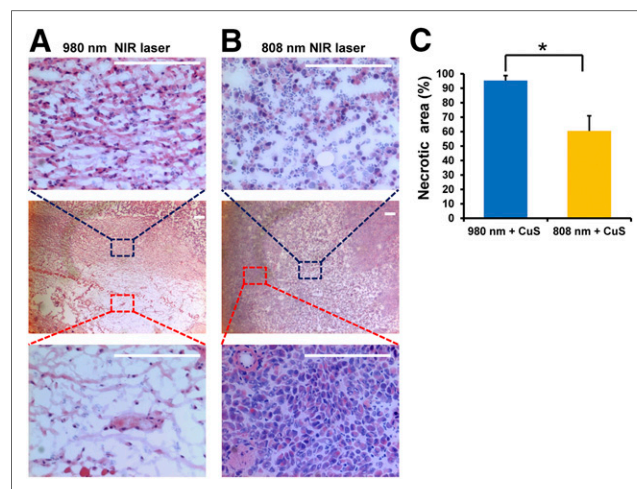 A 980 nm NIR laser
B 808 nm NIR laser
C
*
Necrotic area (%)
100
90
80
70
60
50
40
30
20
10
0
980 nm + CuS 808 nm + CuS